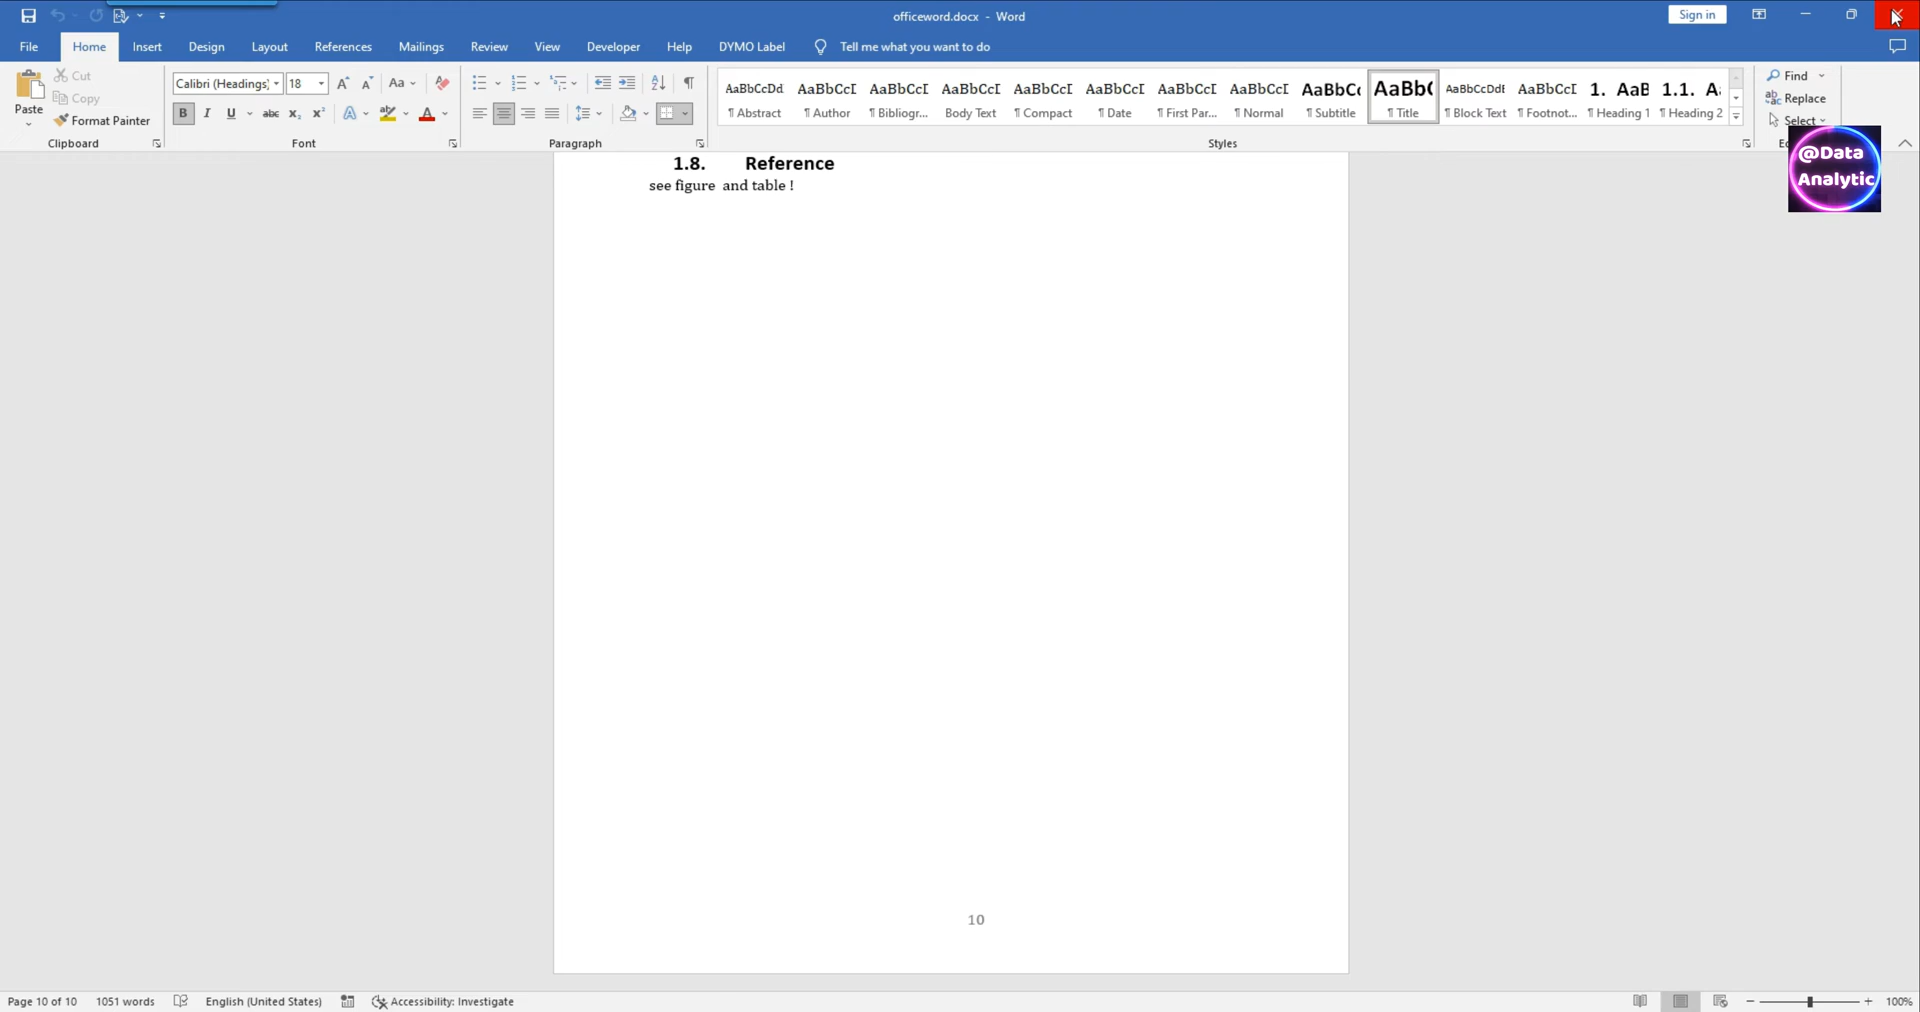 officeword.docx - Word
Sign in
File Home Insert Design Layout References Mailings Review View Developer Help DYMO Label Tell me what you want to do
Paste
Cut
Copy
Format Painter
Clipboard
Calibri (Headings) 18
Aa
B I U abc x₂ x²
Font
Paragraph
AaBbCcDd AaBbCcI AaBbCcI AaBbCcI AaBbCcI AaBbCcI AaBbCcI AaBbCcI AaBbCc AaBb( AaBbCcDdE AaBbCcI 1. AaB 1.1. A
¶ Abstract ¶ Author ¶ Bibliogr... Body Text ¶ Compact ¶ Date ¶ First Par... ¶ Normal ¶ Subtitle ¶ Title ¶ Block Text ¶ Footnot... ¶ Heading 1 ¶ Heading 2
Styles
Find
Replace
Select
@Data
Analytic
1.8. Reference
see figure and table !
10
Page 10 of 10 1051 words English (United States) Accessibility: Investigate 100%